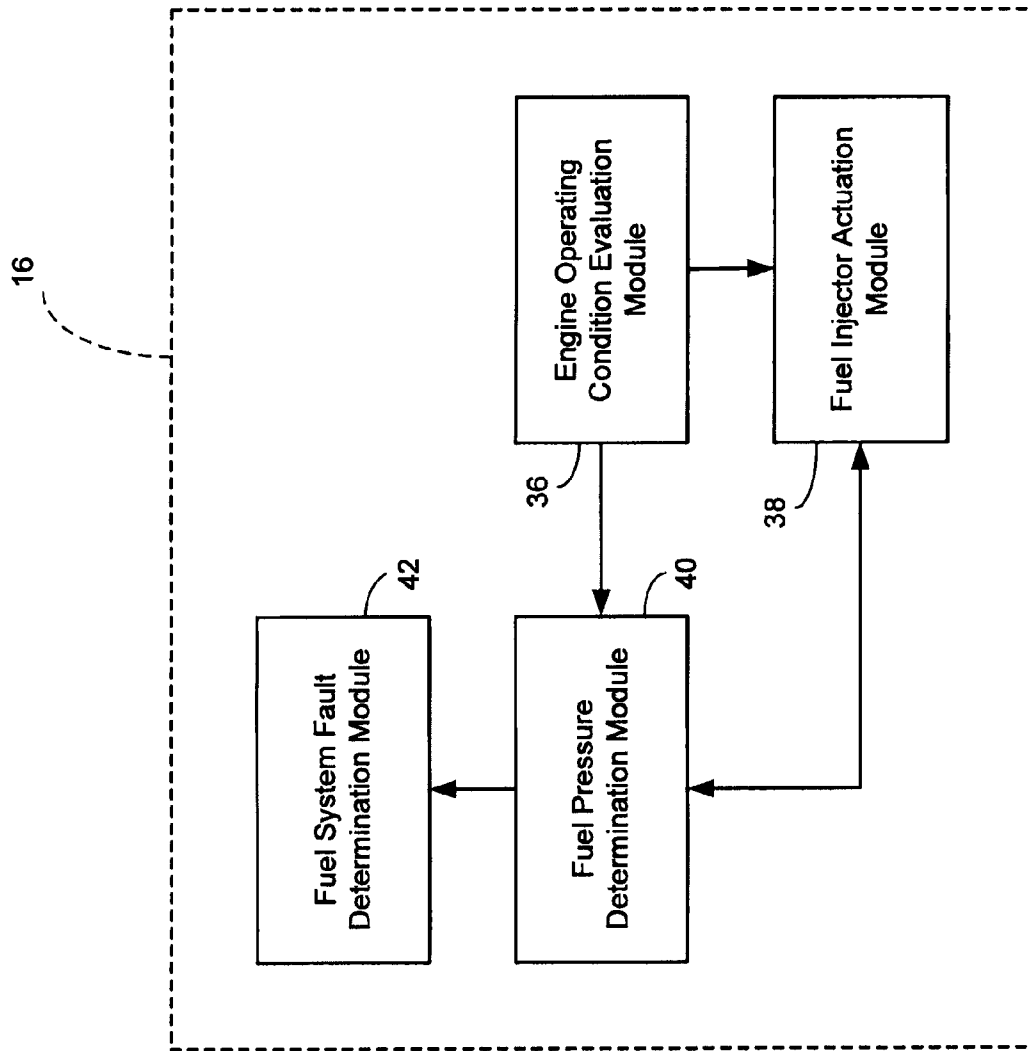 16
Engine Operating
Condition Evaluation
Module
36
Fuel Injector Actuation
Module
38
Fuel System Fault
Determination Module
42
Fuel Pressure
Determination Module
40